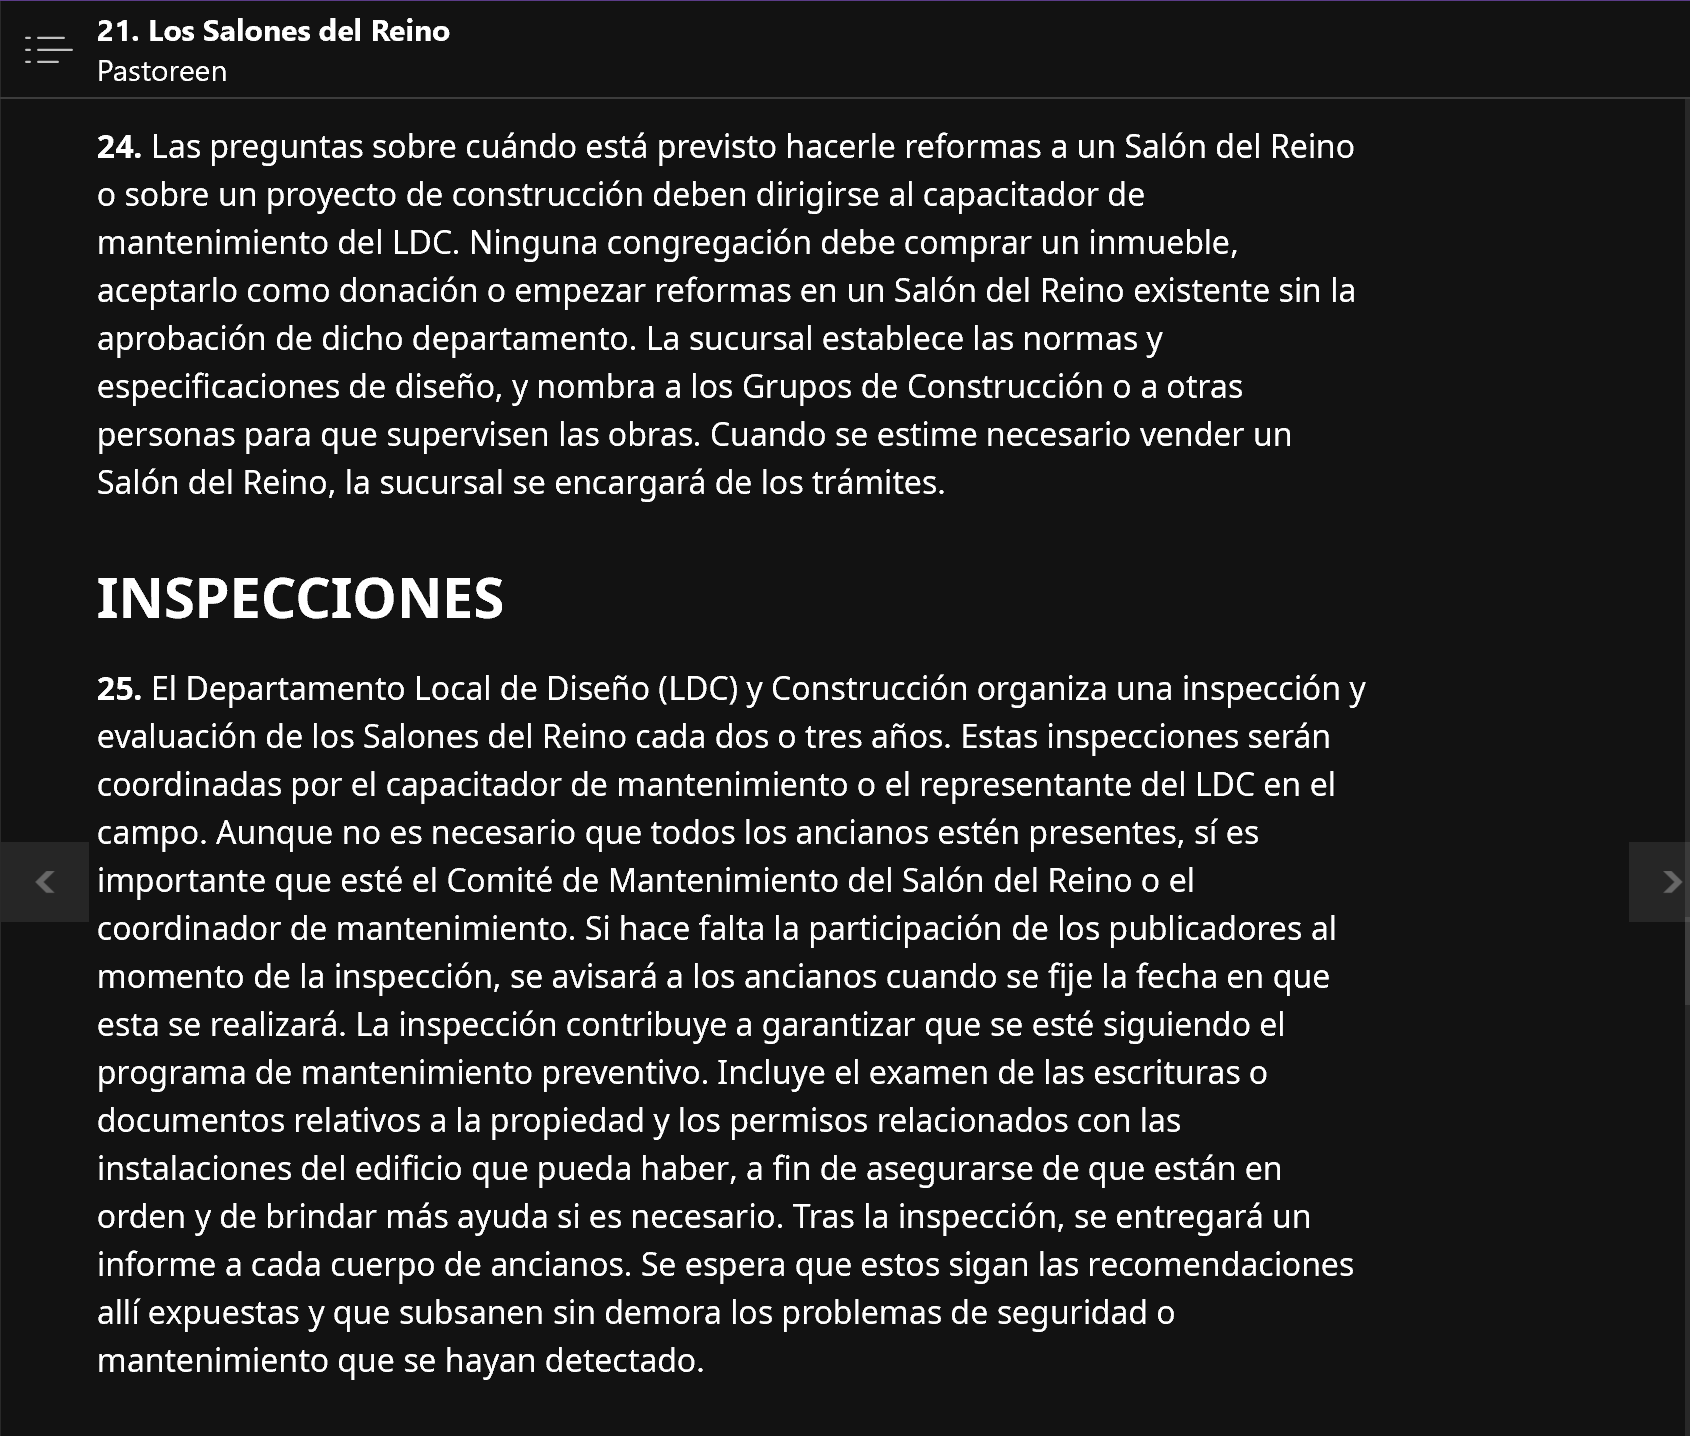 21. Los Salones del Reino
Pastoreen
24. Las preguntas sobre cuándo está previsto hacerle reformas a un Salón del Reino
o sobre un proyecto de construcción deben dirigirse al capacitador de
mantenimiento del LDC. Ninguna congregación debe comprar un inmueble,
aceptarlo como donación o empezar reformas en un Salón del Reino existente sin la
aprobación de dicho departamento. La sucursal establece las normas y
especificaciones de diseño, y nombra a los Grupos de Construcción o a otras
personas para que supervisen las obras. Cuando se estime necesario vender un
Salón del Reino, la sucursal se encargará de los trámites.
INSPECCIONES
25. El Departamento Local de Diseño (LDC) y Construcción organiza una inspección y
evaluación de los Salones del Reino cada dos o tres años. Estas inspecciones serán
coordinadas por el capacitador de mantenimiento o el representante del LDC en el
campo. Aunque no es necesario que todos los ancianos estén presentes, sí es
importante que esté el Comité de Mantenimiento del Salón del Reino o el
coordinador de mantenimiento. Si hace falta la participación de los publicadores al
momento de la inspección, se avisará a los ancianos cuando se fije la fecha en que
esta se realizará. La inspección contribuye a garantizar que se esté siguiendo el
programa de mantenimiento preventivo. Incluye el examen de las escrituras o
documentos relativos a la propiedad y los permisos relacionados con las
instalaciones del edificio que pueda haber, a fin de asegurarse de que están en
orden y de brindar más ayuda si es necesario. Tras la inspección, se entregará un
informe a cada cuerpo de ancianos. Se espera que estos sigan las recomendaciones
allí expuestas y que subsanen sin demora los problemas de seguridad o
mantenimiento que se hayan detectado.